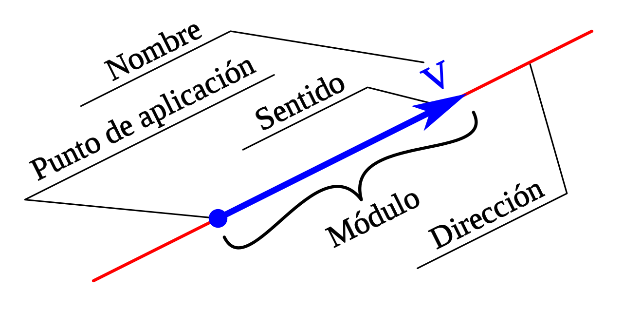 Nombre
Punto de aplicación
Sentido
V
Módulo
Dirección